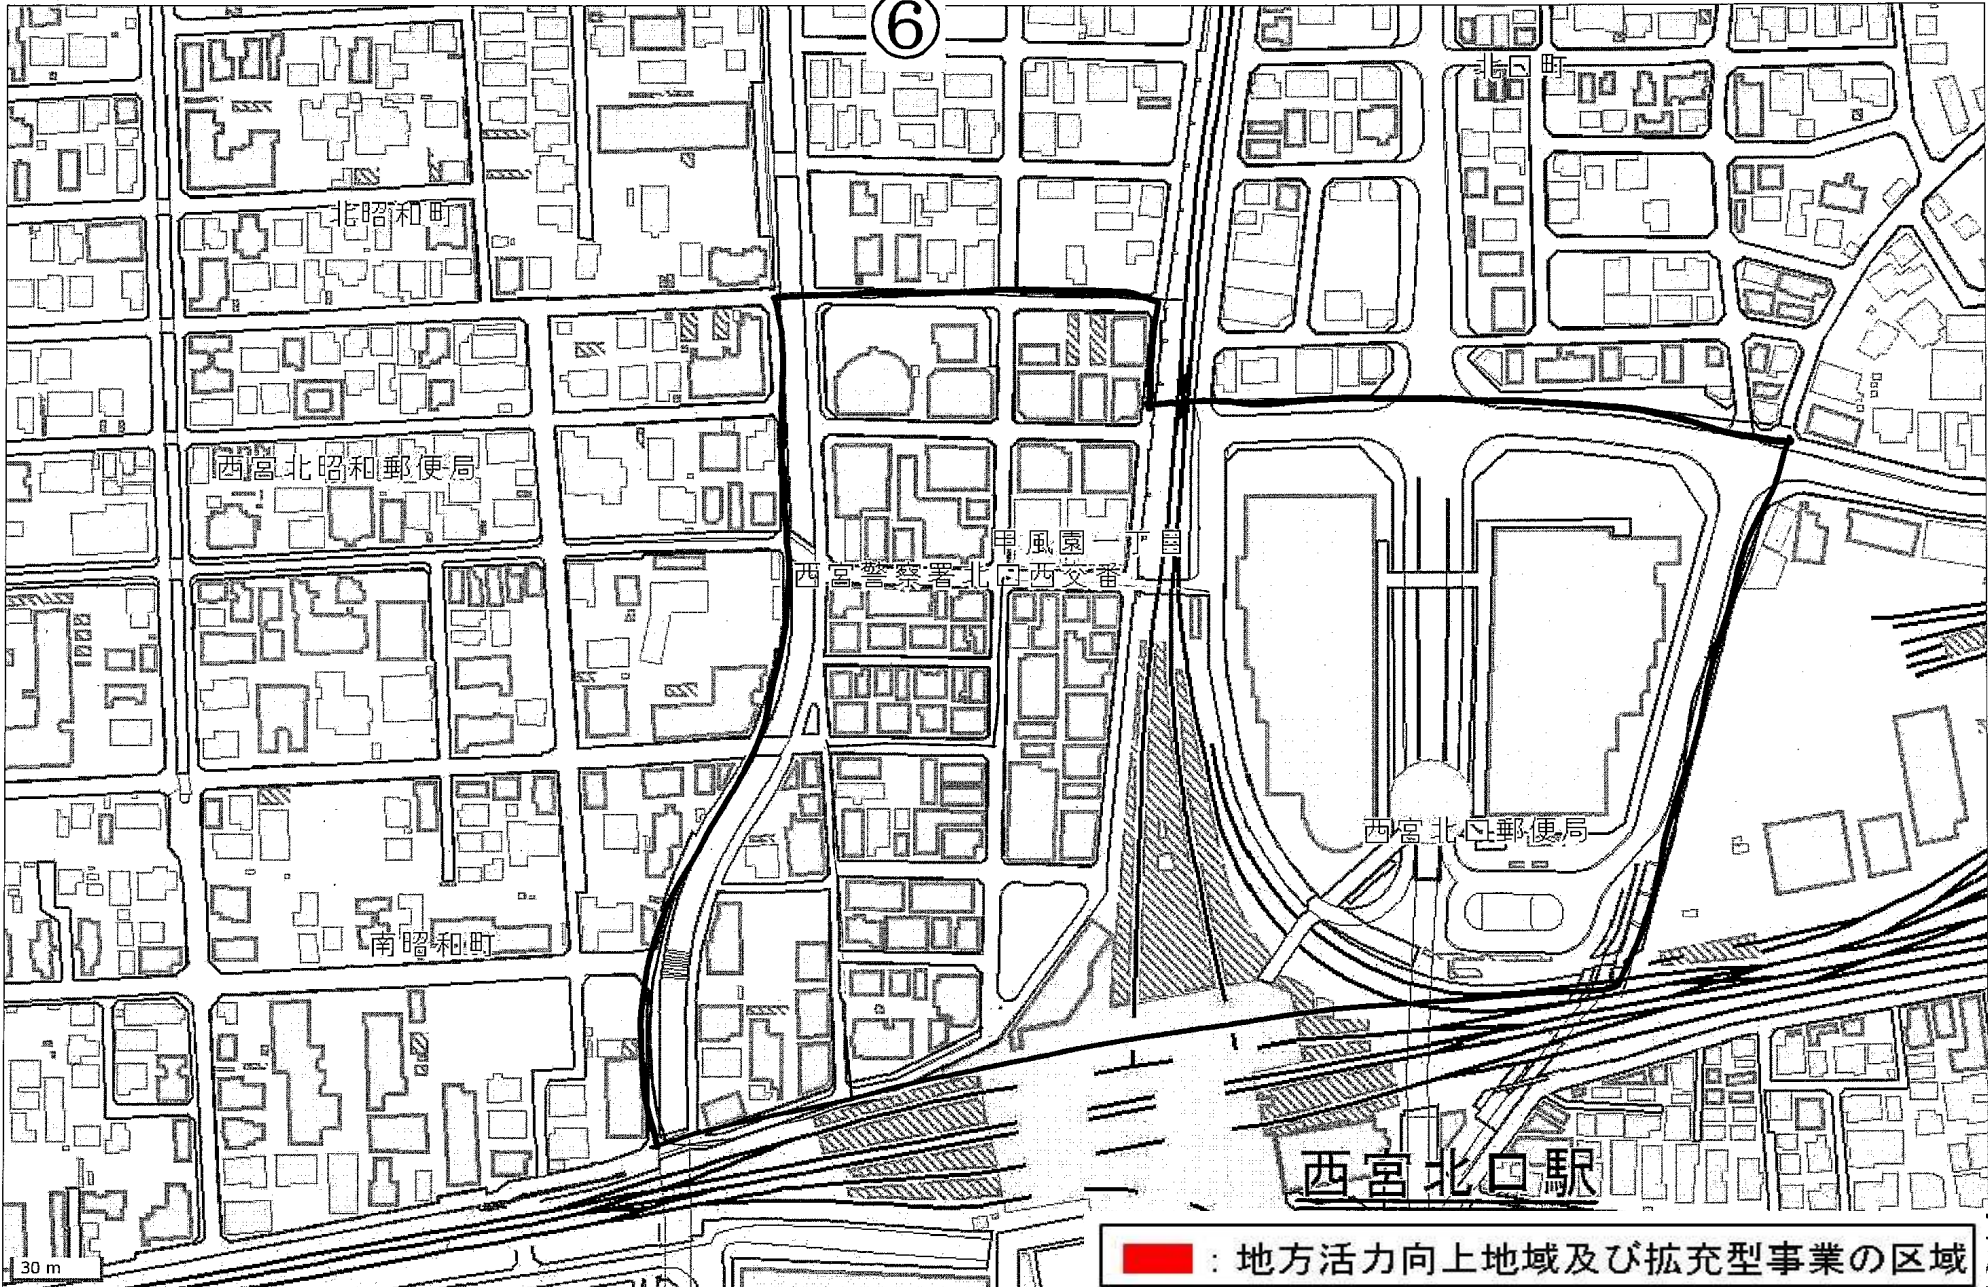 ⑥
北口町
北昭和町
西宮北昭和郵便局
甲風園一丁目
西宮警察署北口西交番
西宮北口郵便局
南昭和町
西宮北口駅
30 m
：地方活力向上地域及び拡充型事業の区域